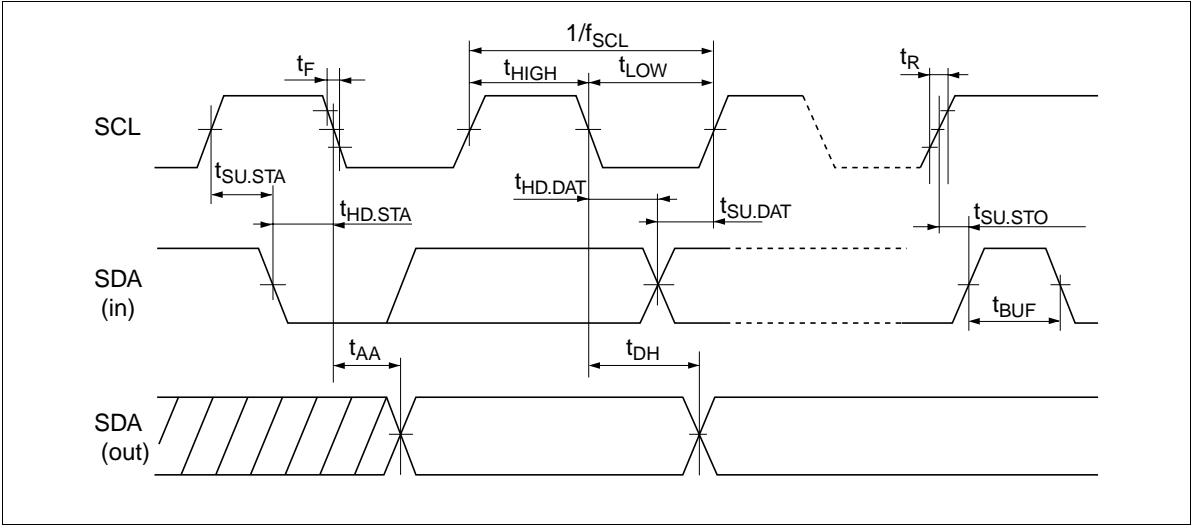 1/fSCL
tF
tHIGH
tLOW
tR
SCL
tSU.STA
tHD.DAT
tHD.STA
tSU.DAT
tSU.STO
SDA
(in)
tBUF
tAA
tDH
SDA
(out)